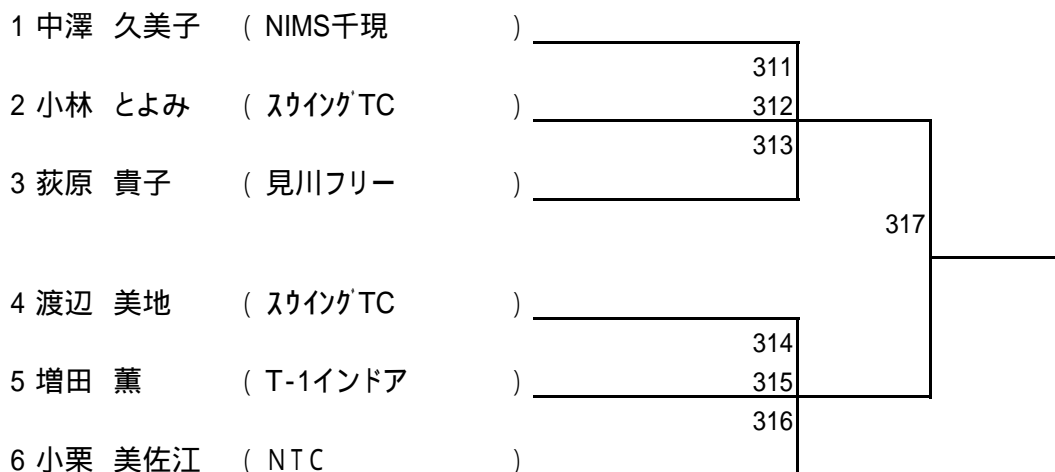 1 中澤 久美子 ( NIMS千現 )
311
2 小林 とよみ ( ｽｳｲﾝｸﾞTC ) 312
313
3 荻原 貴子 ( 見川フリー )
317
4 渡辺 美地 ( ｽｳｲﾝｸﾞTC )
314
5 増田 薫 ( T-1インドア ) 315
316
6 小栗 美佐江 ( NTC )